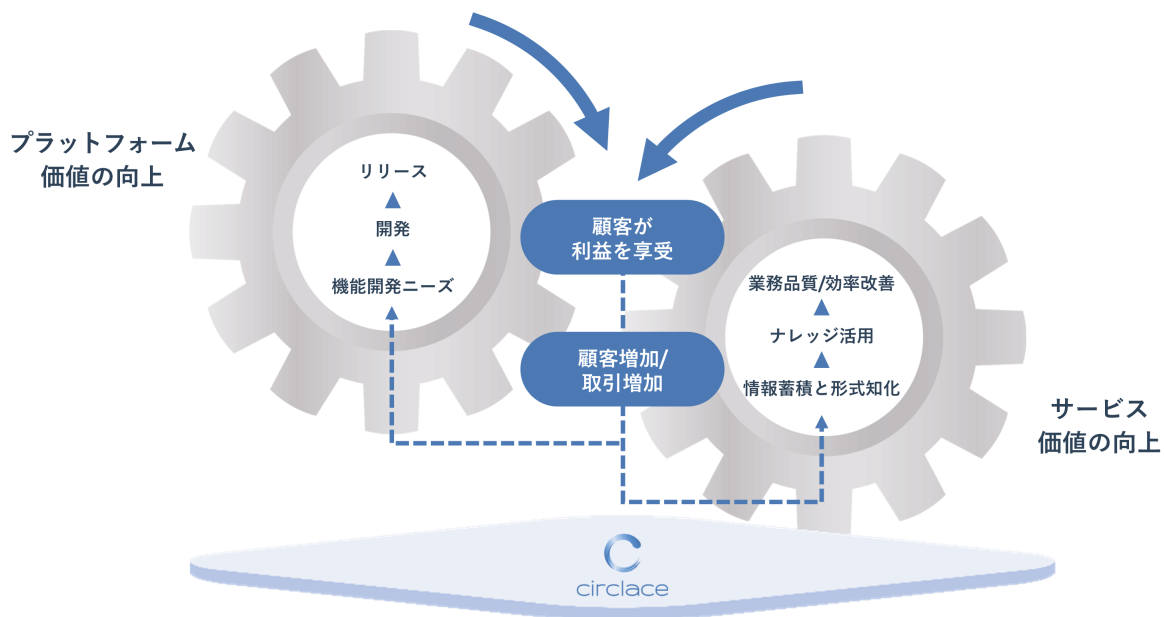 プラットフォーム
価値の向上
リリース
開発
機能開発ニーズ
顧客が
利益を享受
顧客増加/
取引増加
業務品質/効率改善
ナレッジ活用
情報蓄積と形式知化
サービス
価値の向上
circlace